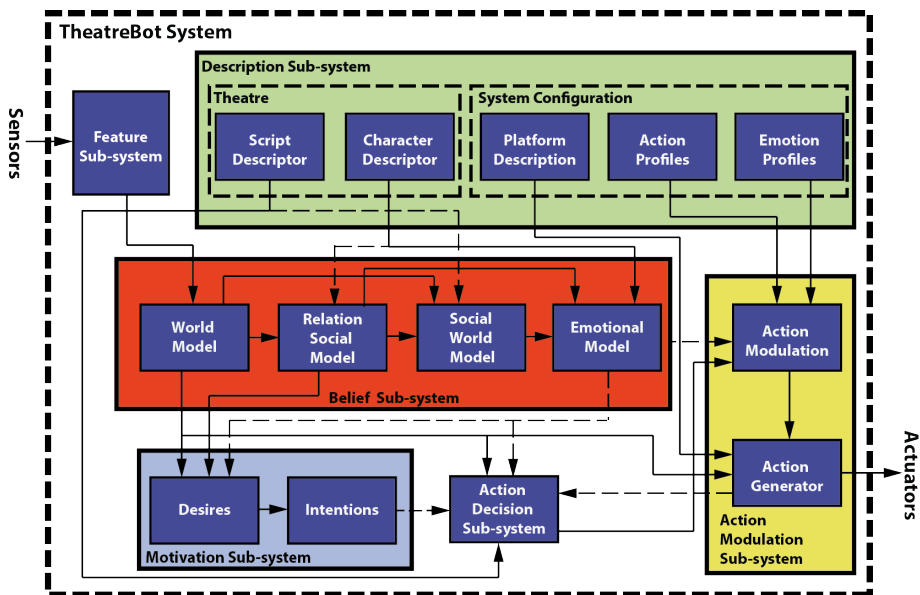 TheatreBot System
Description Sub-system
Theatre
System Configuration
Sensors
Feature
Sub-system
Script
Descriptor
Character
Descriptor
Platform
Description
Action
Profiles
Emotion
Profiles
World
Model
Relation
Social
Model
Social
World
Model
Emotional
Model
Belief Sub-system
Action
Modulation
Action
Generator
Action
Modulation
Sub-system
Actuators
Desires
Intentions
Motivation Sub-system
Action
Decision
Sub-system